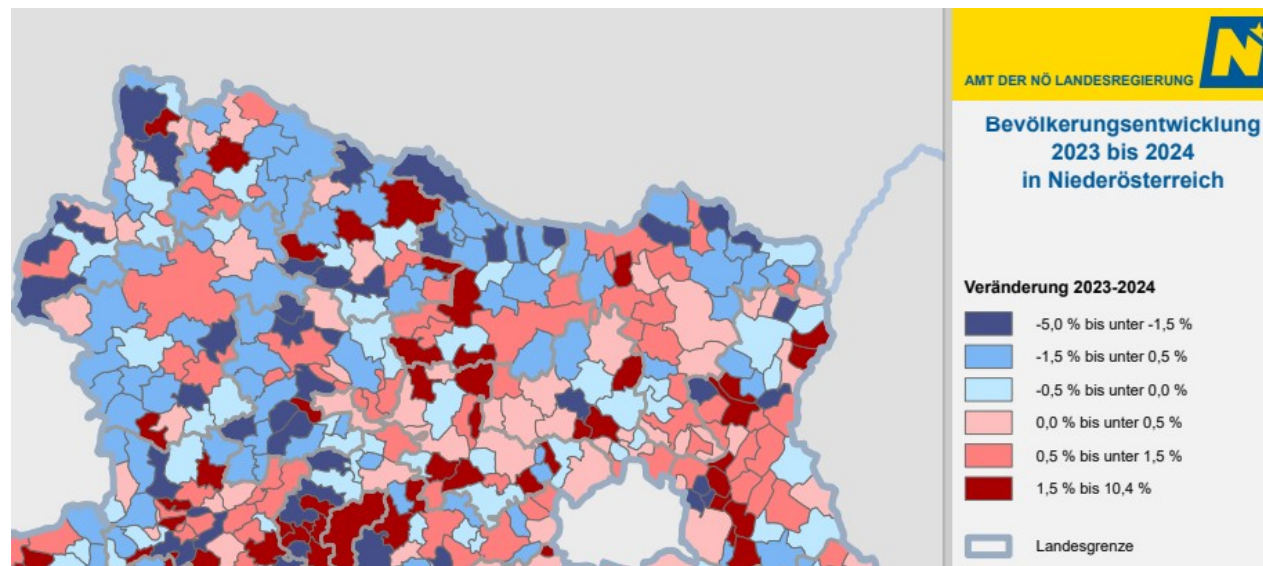 AMT DER NÖ LANDESREGIERUNG
N
Bevölkerungsentwicklung
2023 bis 2024
in Niederösterreich
Veränderung 2023-2024
-5,0 % bis unter -1,5 %
-1,5 % bis unter 0,5 %
-0,5 % bis unter 0,0 %
0,0 % bis unter 0,5 %
0,5 % bis unter 1,5 %
1,5 % bis 10,4 %
Landesgrenze